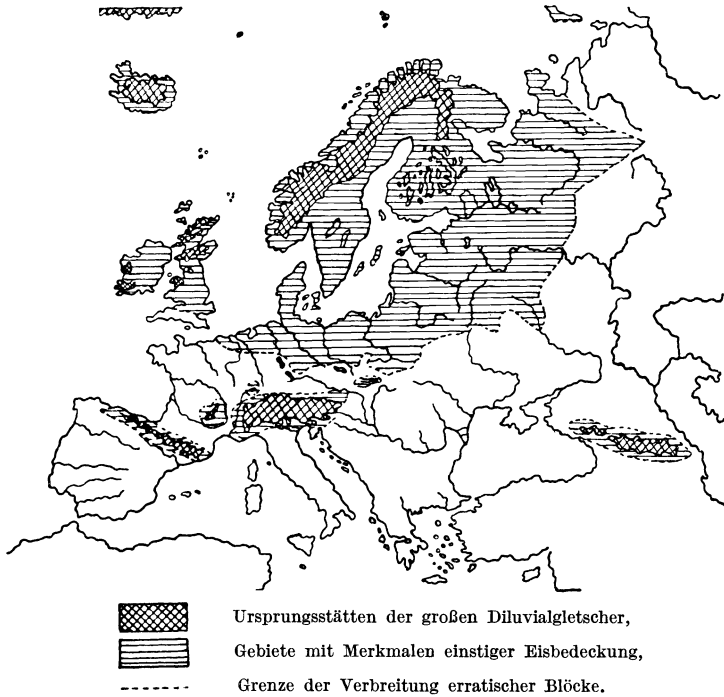 Ursprungsstätten der großen Diluvialgletscher,
Gebiete mit Merkmalen einstiger Eisbedeckung,
Grenze der Verbreitung erratischer Blöcke.